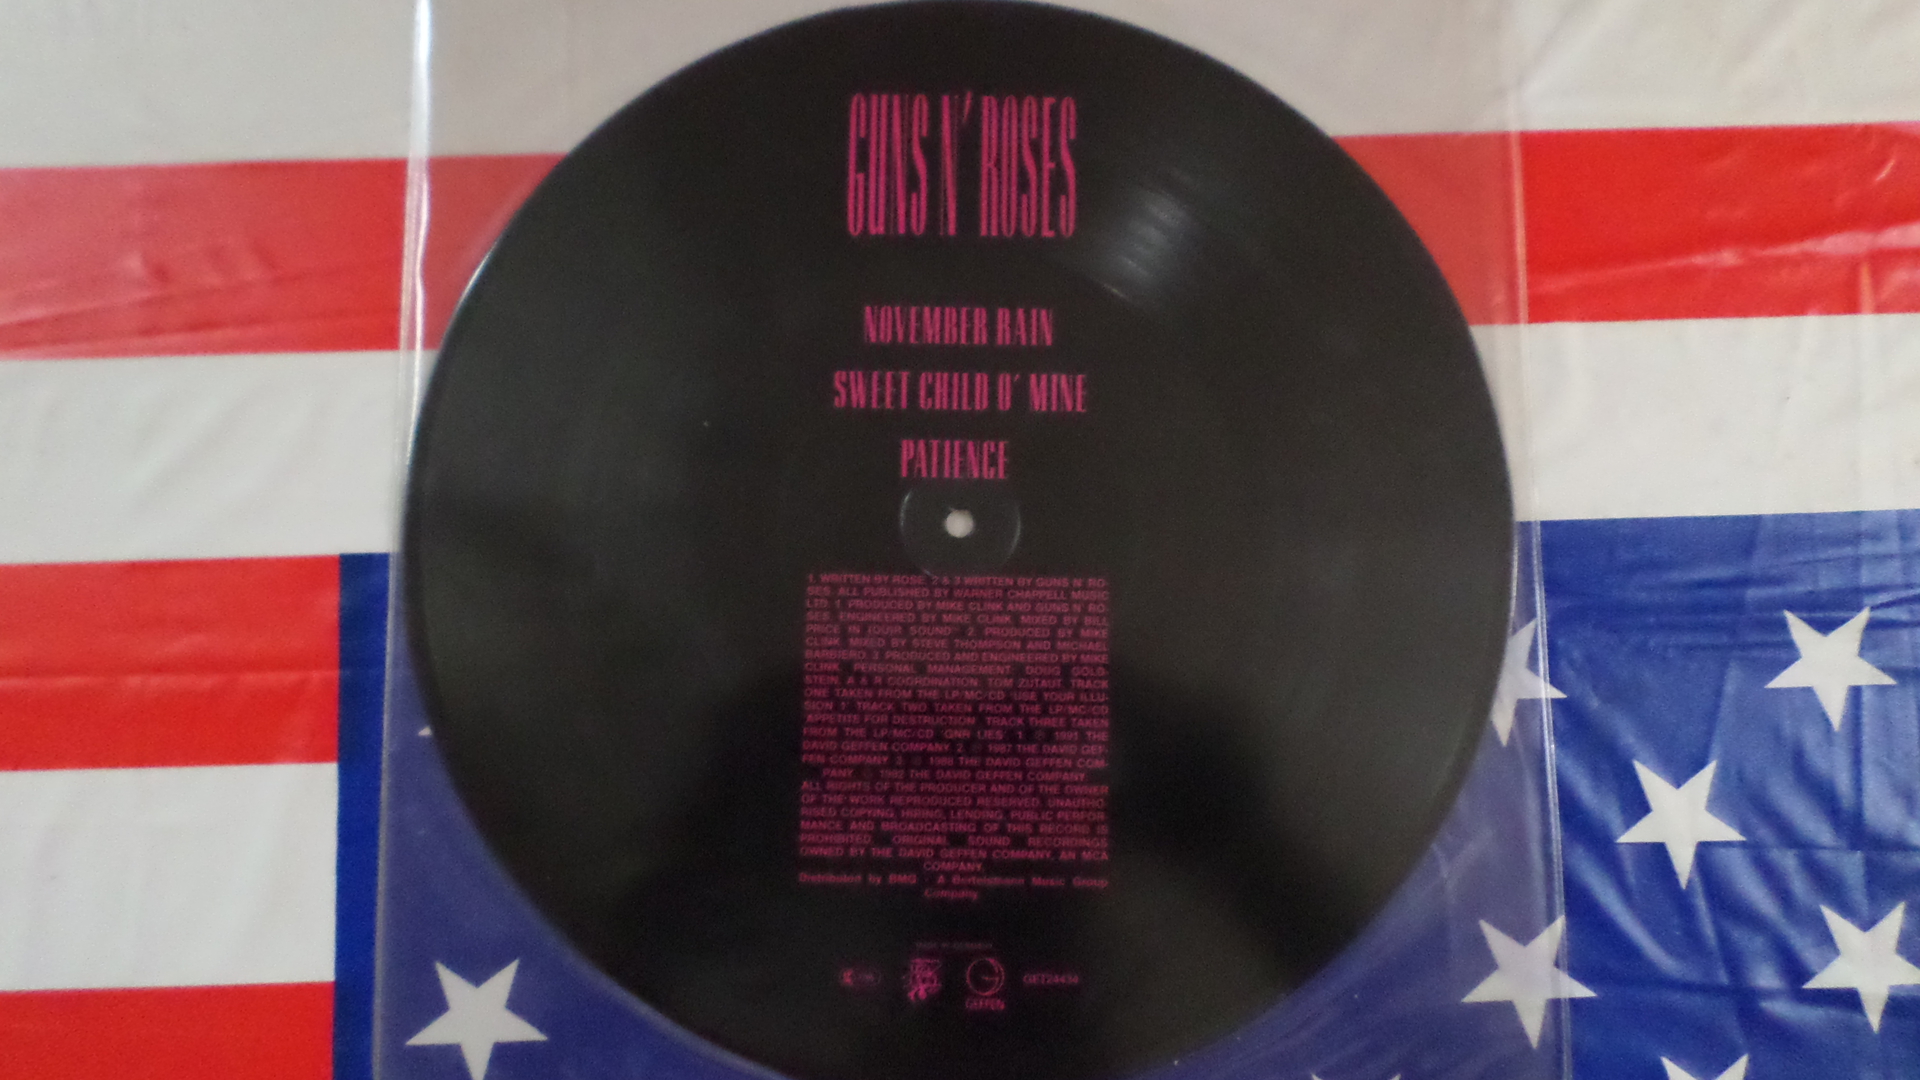 GUNS N' ROSES
NOVEMBER RAIN
SWEET CHILD O' MINE
PATIENCE
1. WRITTEN BY ROSE. 2 & 3 WRITTEN BY GUNS N' RO-
SES. ALL PUBLISHED BY WARNER CHAPPELL MUSIC
LTD. 1. PRODUCED BY MIKE CLINK AND GUNS N' RO-
SES. ENGINEERED BY MIKE CLINK. MIXED BY BILL
PRICE IN SOUND 2. PRODUCED BY MIKE
CLINK. MIXED BY STEVE THOMPSON AND MICHAEL
BARBIERO. 3. PRODUCED AND ENGINEERED BY MIKE
CLINK. PERSONAL MANAGEMENT: DOUG GOLD-
STEIN. A & R COORDINATION: TOM ZUTAUT. TRACK
ONE TAKEN FROM THE LP/MC/CD 'USE YOUR ILLU-
SION 1' TRACK TWO TAKEN FROM THE LP/MC/CD
'APPETITE FOR DESTRUCTION'. TRACK THREE TAKEN
FROM THE LP/MC/CD 'GNR LIES' 1. ℗ 1991 THE
DAVID GEFFEN COMPANY. 2. ℗ 1987 THE DAVID GEF-
FEN COMPANY. 3. ℗ 1988 THE DAVID GEFFEN COM-
PANY. © 1992 THE DAVID GEFFEN COMPANY.
ALL RIGHTS OF THE PRODUCER AND OF THE OWNER
OF THE WORK REPRODUCED RESERVED. UNAUTHO-
RISED COPYING, HIRING, LENDING, PUBLIC PERFOR-
MANCE AND BROADCASTING OF THIS RECORD IS
PROHIBITED. ORIGINAL SOUND RECORDINGS
OWNED BY THE DAVID GEFFEN COMPANY, AN MCA
COMPANY.
Distributed by BMG - A Bertelsmann Music Group
Company
MADE IN GERMANY
GEFFEN
GET24434